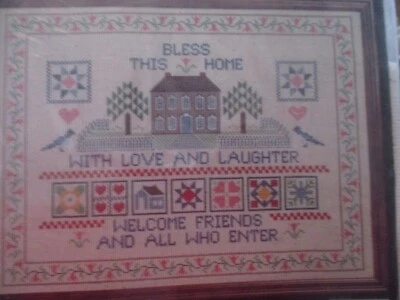 BLESS
THIS HOME
WITH LOVE AND LAUGHTER
WELCOME FRIENDS
AND ALL WHO ENTER